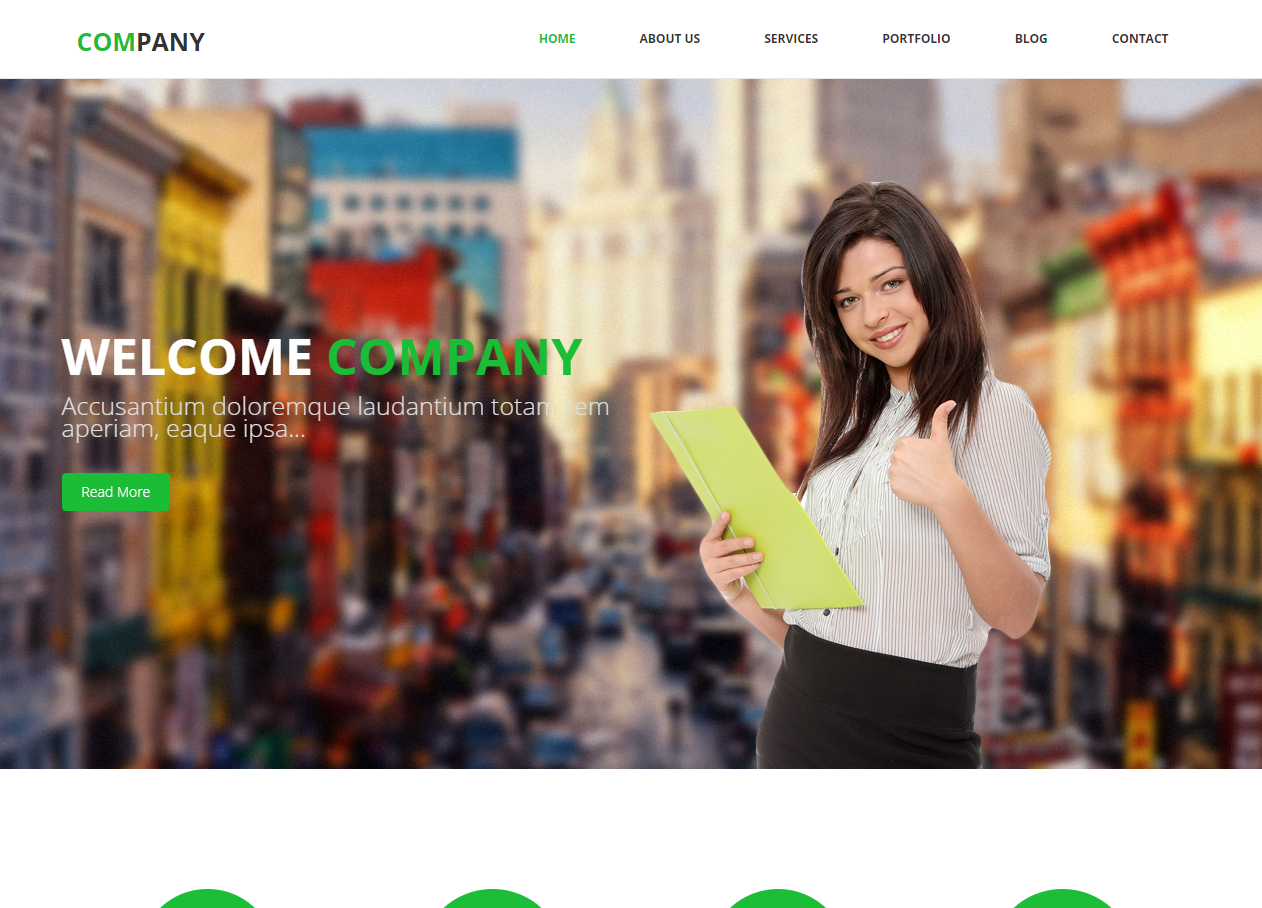 COMPANY
HOME
ABOUT US
SERVICES
PORTFOLIO
BLOG
CONTACT
WELCOME COMPANY
Accusantium doloremque laudantium totam rem
aperiam, eaque ipsa...
Read More